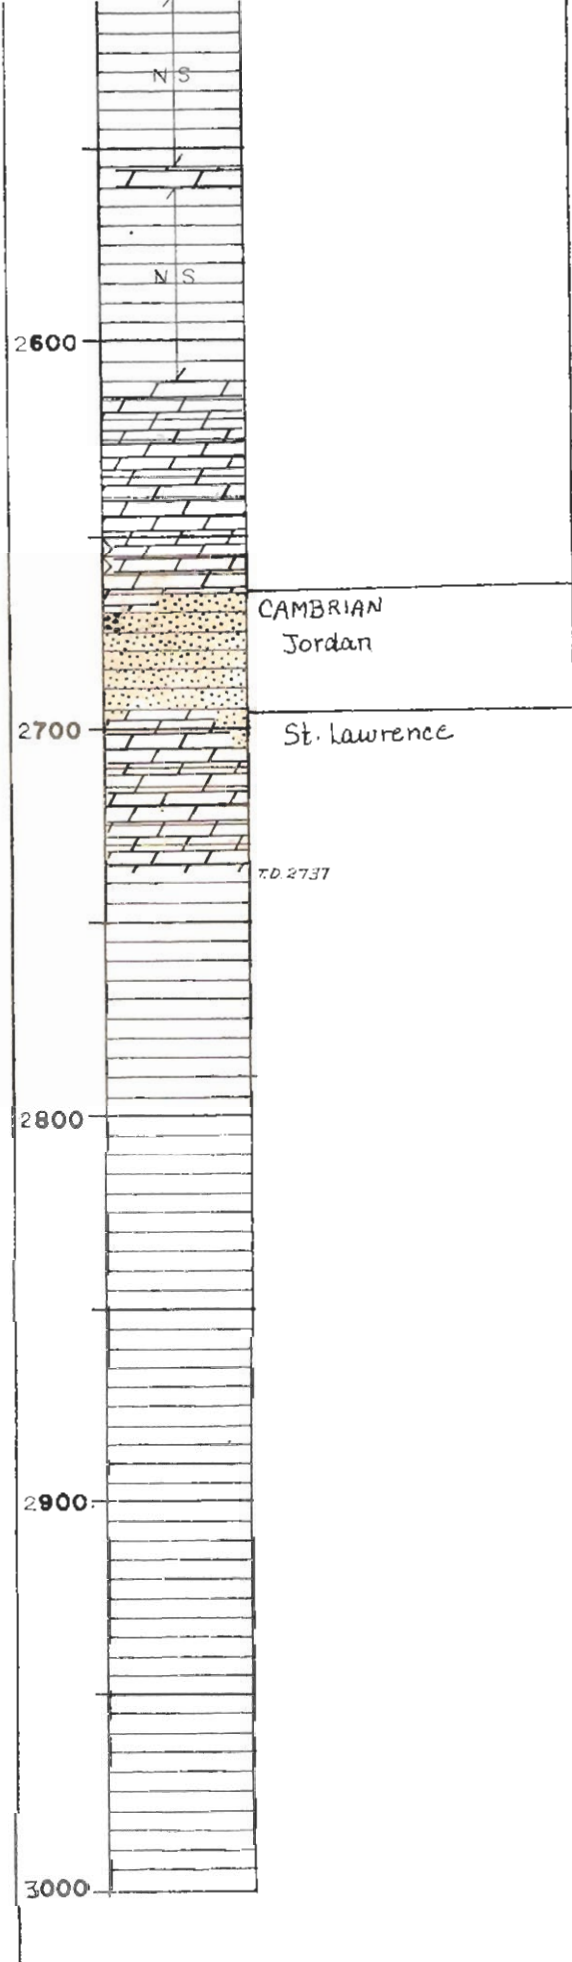 N S
N S
2600
CAMBRIAN
Jordan
2700
St. Lawrence
T.D. 2737
2800
2900
3000